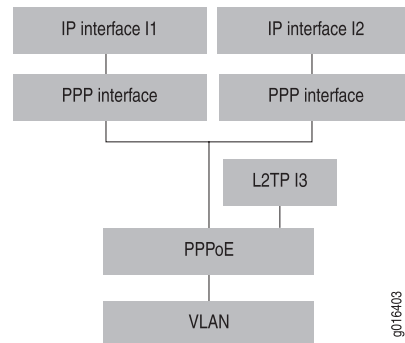 IP interface I1
IP interface I2
PPP interface
PPP interface
L2TP I3
PPPoE
VLAN
g016403